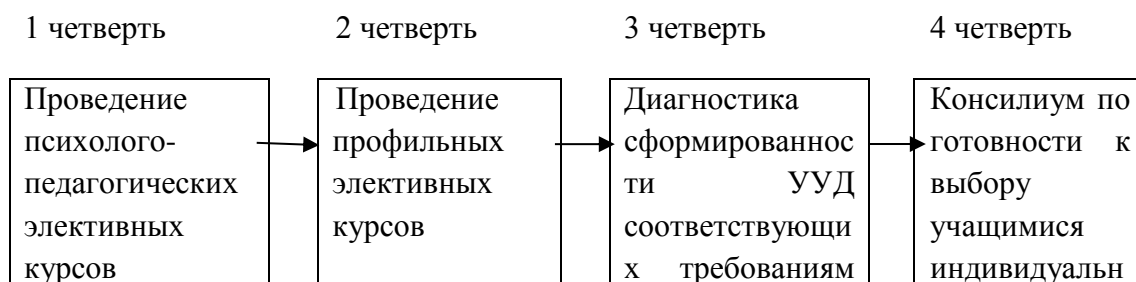 1 четверть
2 четверть
3 четверть
4 четверть
Проведение
психолого-
педагогических
элективных
курсов
Проведение
профильных
элективных
курсов
Диагностика
сформированнос
ти УУД
соответствующи
х требованиям
Консилиум по
готовности к
выбору
учащимися
индивидуальн